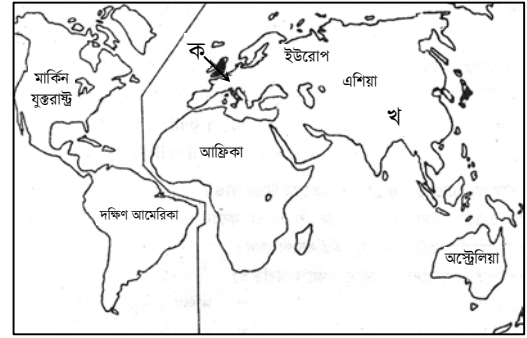 ক
ইউরোপ
মার্কিন
যুক্তরাষ্ট্র
এশিয়া
খ
আফ্রিকা
দক্ষিণ আমেরিকা
অস্ট্রেলিয়া